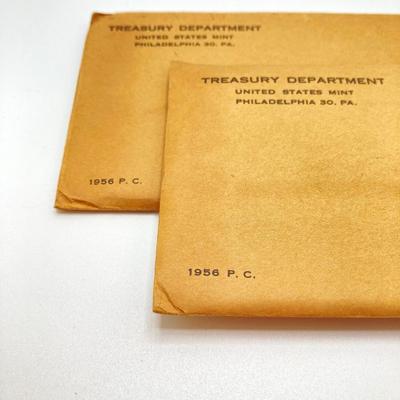 TREASURY DEPARTMENT
UNITED STATES MINT
PHILADELPHIA 30, PA.
1956 P. C.
TREASURY DEPARTMENT
UNITED STATES MINT
PHILADELPHIA 30, PA.
1956 P. C.